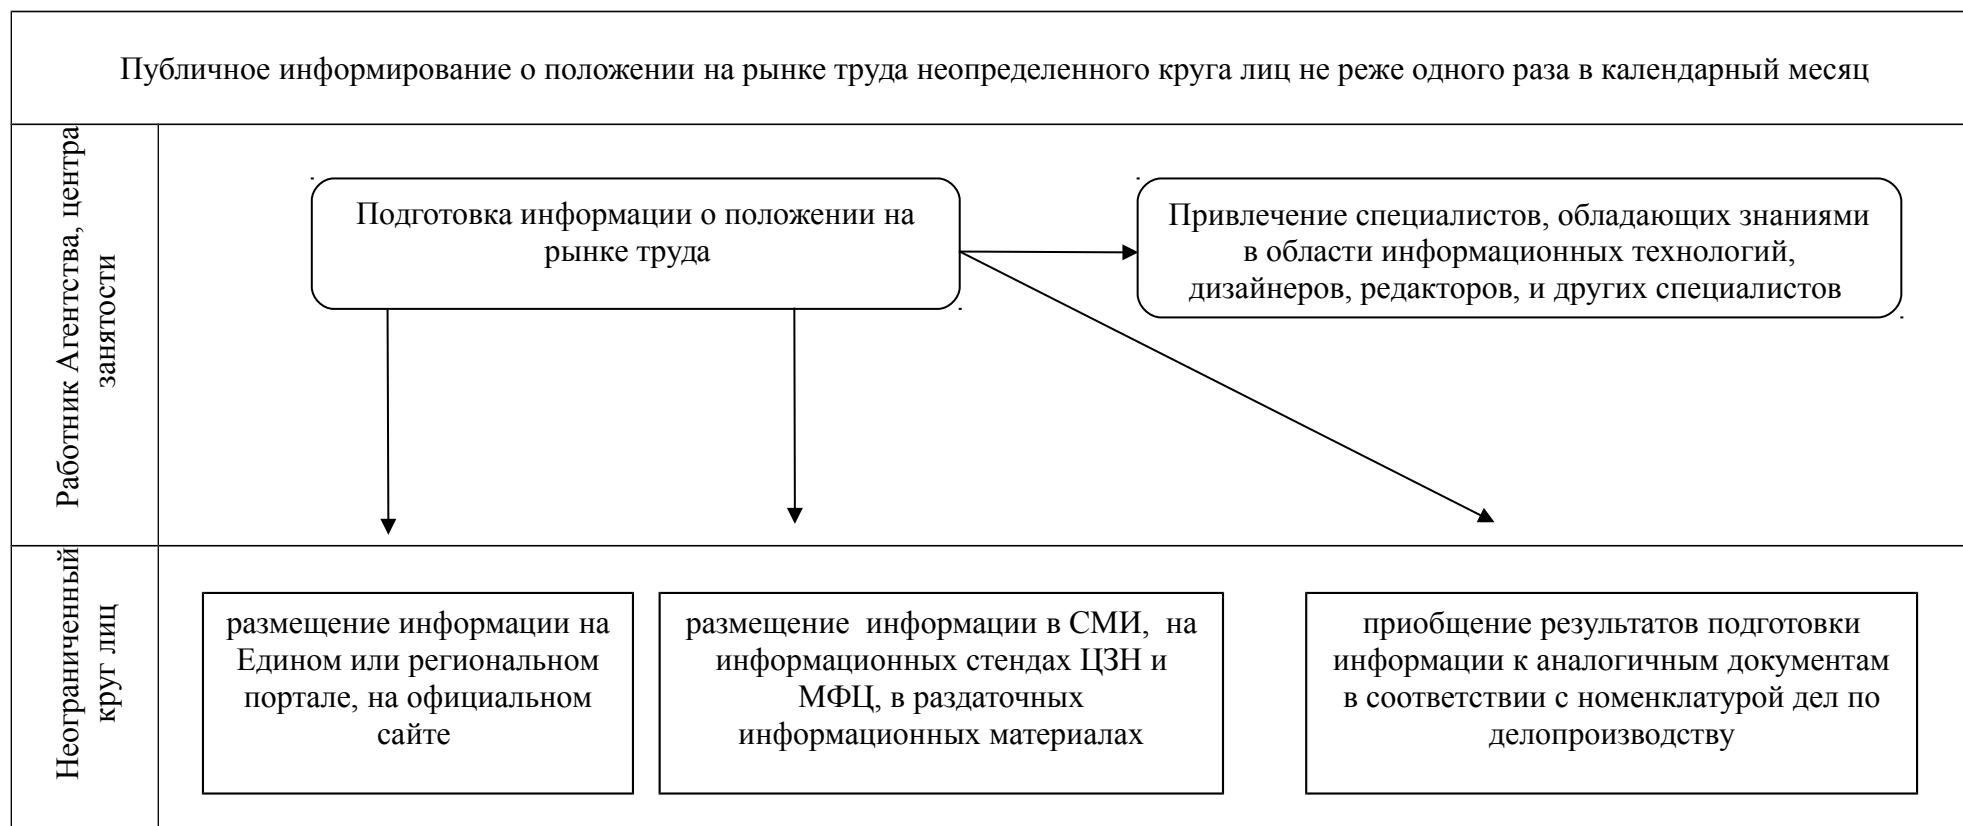 Публичное информирование о положении на рынке труда неопределенного круга лиц не реже одного раза в календарный месяц
Работник Агентства, центра
занятости
Подготовка информации о положении на
рынке труда
Привлечение специалистов, обладающих знаниями
в области информационных технологий,
дизайнеров, редакторов, и других специалистов
Неограниченный
круг лиц
размещение информации на
Едином или региональном
портале, на официальном
сайте
размещение информации в СМИ, на
информационных стендах ЦЗН и
МФЦ, в раздаточных
информационных материалах
приобщение результатов подготовки
информации к аналогичным документам
в соответствии с номенклатурой дел по
делопроизводству